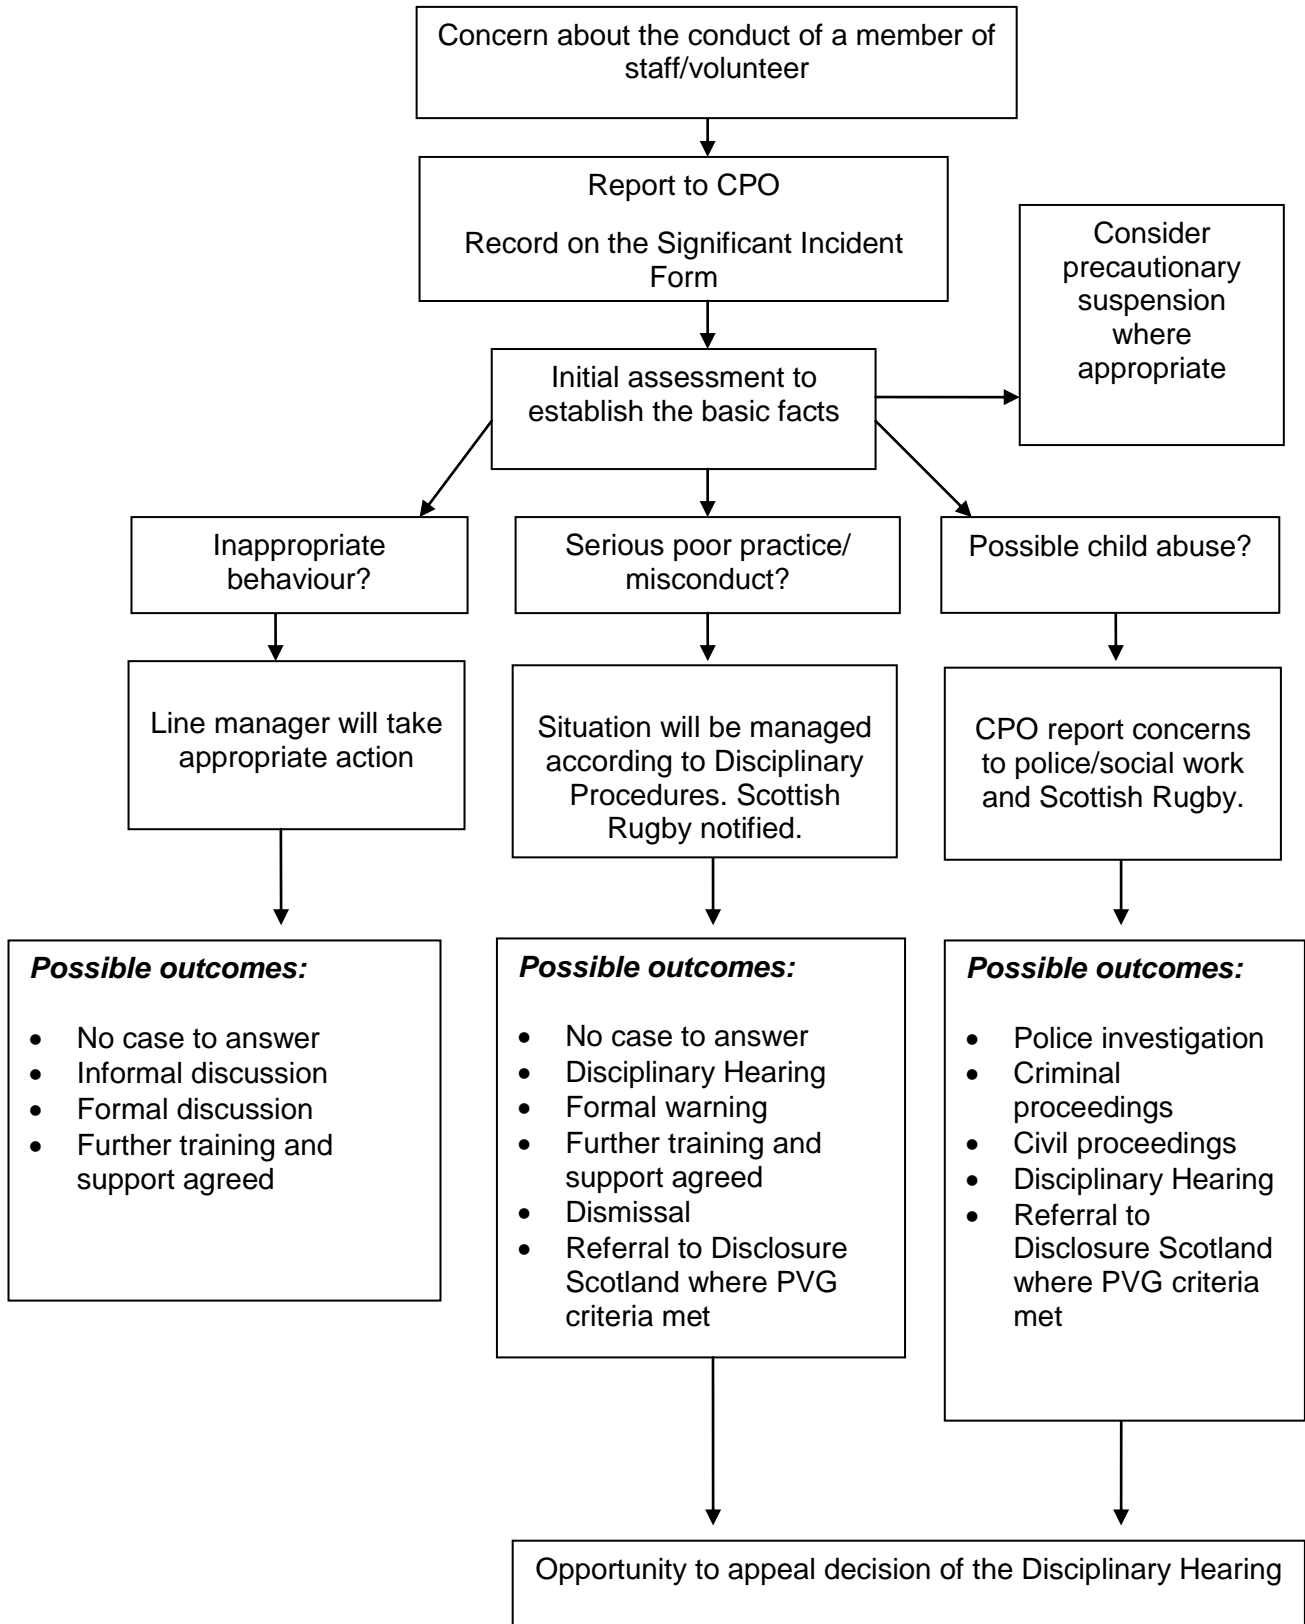 Concern about the conduct of a member of
staff/volunteer
Report to CPO
Record on the Significant Incident
Form
Consider
precautionary
suspension
where
appropriate
Initial assessment to
establish the basic facts
Inappropriate
behaviour?
Serious poor practice/
misconduct?
Possible child abuse?
Line manager will take
appropriate action
Situation will be managed
according to Disciplinary
Procedures. Scottish
Rugby notified.
CPO report concerns
to police/social work
and Scottish Rugby.
Possible outcomes:
• No case to answer
• Informal discussion
• Formal discussion
• Further training and
support agreed
Possible outcomes:
• No case to answer
• Disciplinary Hearing
• Formal warning
• Further training and
support agreed
• Dismissal
• Referral to Disclosure
Scotland where PVG
criteria met
Possible outcomes:
• Police investigation
• Criminal
proceedings
• Civil proceedings
• Disciplinary Hearing
• Referral to
Disclosure Scotland
where PVG criteria
met
Opportunity to appeal decision of the Disciplinary Hearing